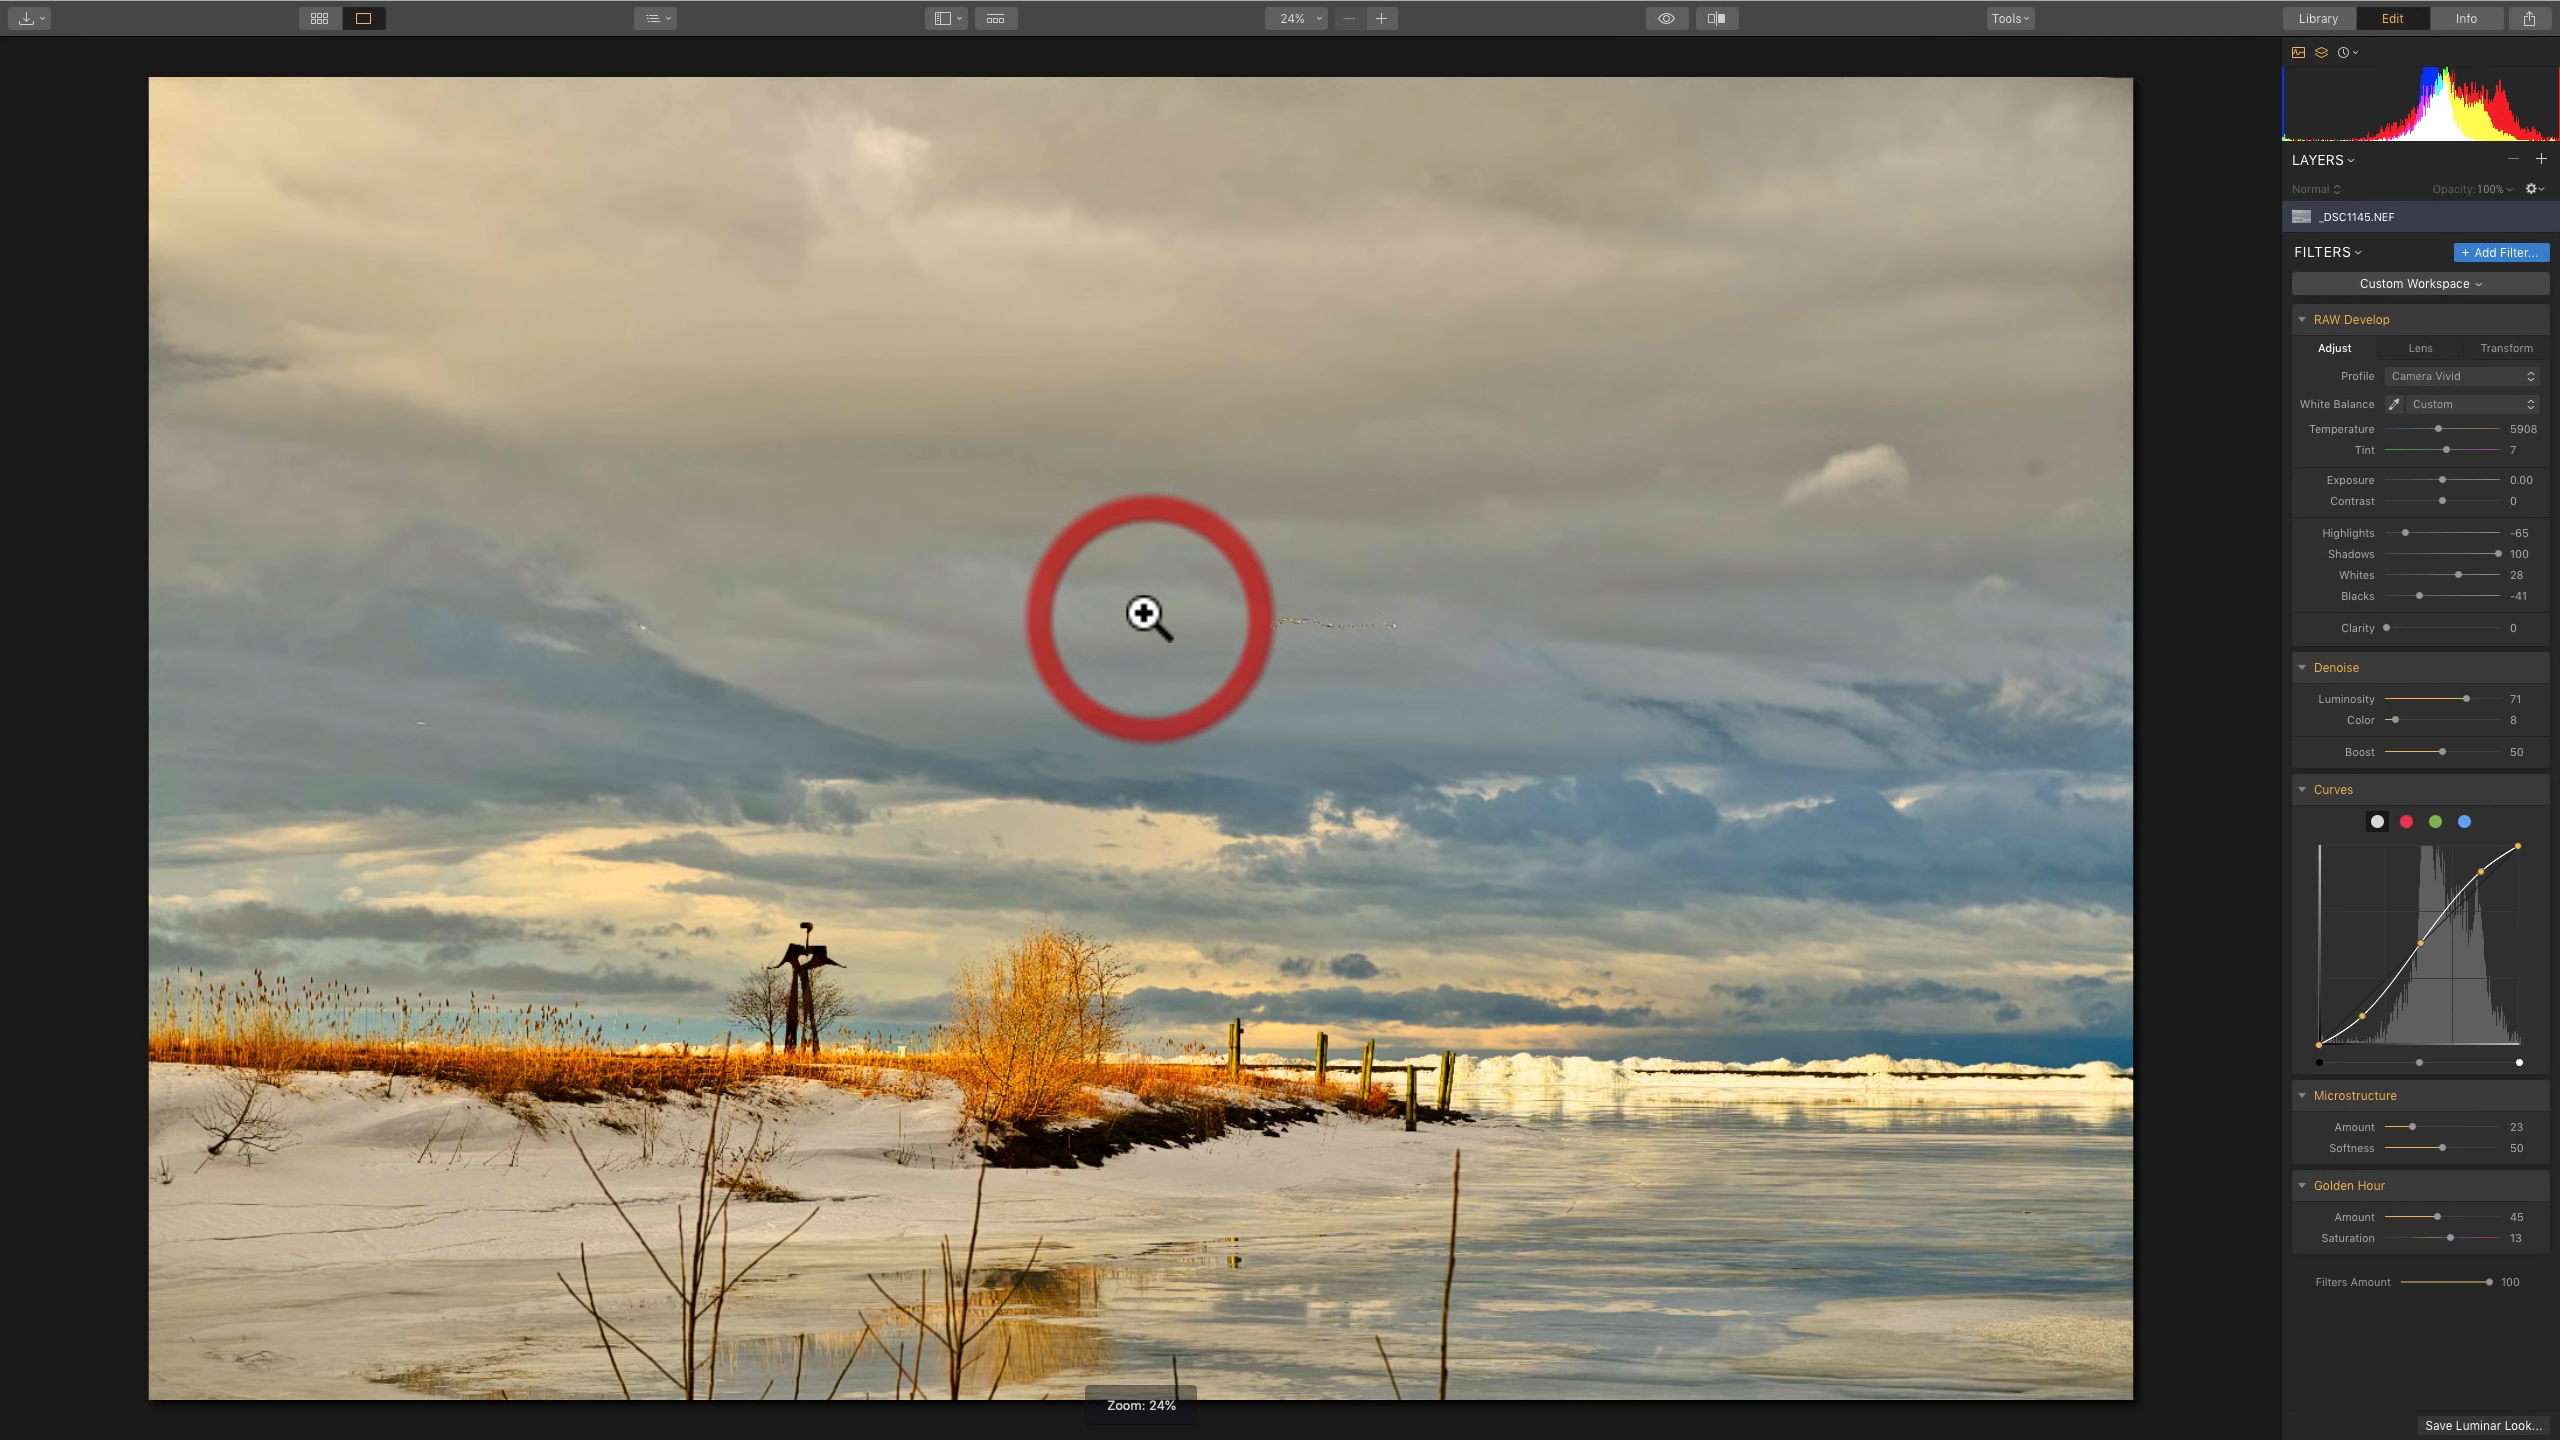 24%
Tools
Library Edit Info
LAYERS
Normal Opacity: 100%
_DSC1145.NEF
FILTERS + Add Filter...
Custom Workspace
RAW Develop
Adjust Lens Transform
Profile Camera Vivid
White Balance Custom
Temperature 5908
Tint 7
Exposure 0.00
Contrast 0
Highlights -65
Shadows 100
Whites 28
Blacks -41
Clarity 0
Denoise
Luminosity 71
Color 8
Boost 50
Curves
Microstructure
Amount 23
Softness 50
Golden Hour
Amount 45
Saturation 13
Filters Amount 100
Zoom: 24%
Save Luminar Look...